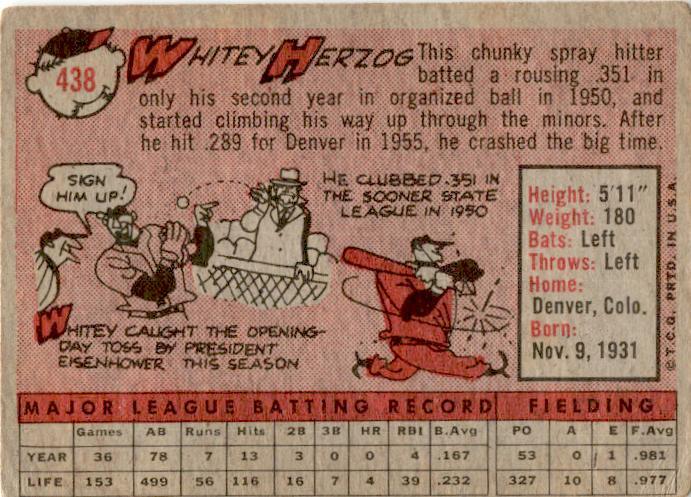 438
WHITEY HERZOG This chunky spray hitter
batted a rousing .351 in
only his second year in organized ball in 1950, and
started climbing his way up through the minors. After
he hit .289 for Denver in 1955, he crashed the big time.
SIGN
HIM UP!
WHITEY CAUGHT THE OPENING-
DAY TOSS BY PRESIDENT
EISENHOWER THIS SEASON
HE CLUBBED .351 IN
THE SOONER STATE
LEAGUE IN 1950
Height: 5'11"
Weight: 180
Bats: Left
Throws: Left
Home:
Denver, Colo.
Born:
Nov. 9, 1931
© T.C.G. PRTD. IN U.S.A.
MAJOR LEAGUE BATTING RECORD FIELDING
Games AB Runs Hits 2B 3B HR RBI B.Avg PO A E F.Avg
YEAR 36 78 7 13 3 0 0 4 .167 53 0 1 .981
LIFE 153 499 56 116 16 7 4 39 .232 327 10 8 .977